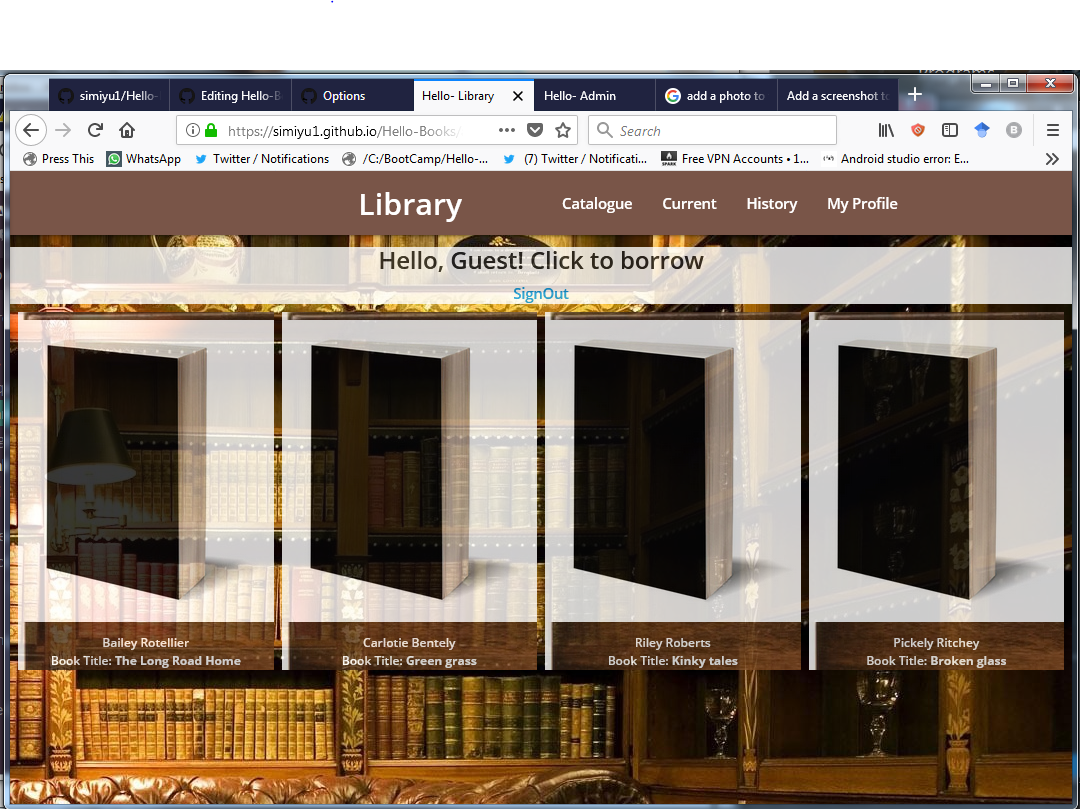 simiyu1/Hello-
Editing Hello-B
Options
Hello- Library
Hello- Admin
add a photo to
Add a screenshot to
https://simiyu1.github.io/Hello-Books/
Search
Press This
WhatsApp
Twitter / Notifications
/C:/BootCamp/Hello-...
(7) Twitter / Notificati...
Free VPN Accounts • 1...
Android studio error: E...
Library
Catalogue
Current
History
My Profile
Hello, Guest! Click to borrow
SignOut
Bailey Rotellier
Book Title: The Long Road Home
Carlotie Bentely
Book Title: Green grass
Riley Roberts
Book Title: Kinky tales
Pickely Ritchey
Book Title: Broken glass